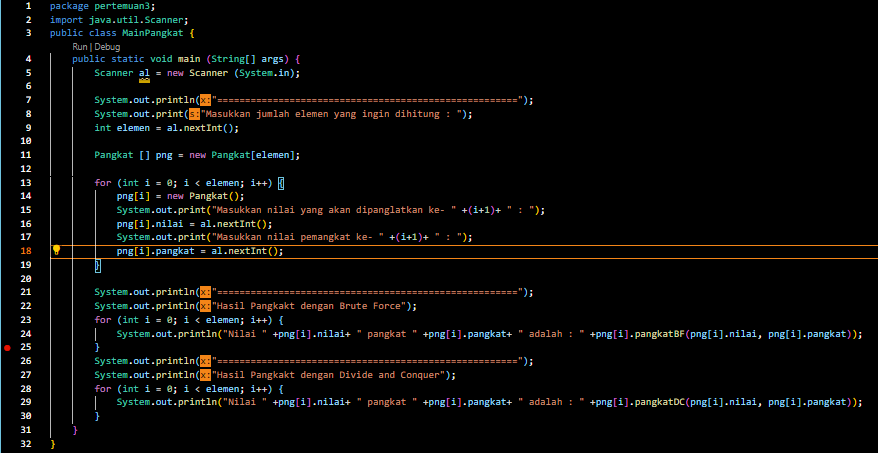 1 package pertemuan3;
2 import java.util.Scanner;
3 public class MainPangkat {
Run | Debug
4 public static void main (String[] args) {
5 Scanner al = new Scanner (System.in);
6
7 System.out.println(x:"======================================================");
8 System.out.print(s:"Masukkan jumlah elemen yang ingin dihitung : ");
9 int elemen = al.nextInt();
10
11 Pangkat [] png = new Pangkat[elemen];
12
13 for (int i = 0; i < elemen; i++) {
14 png[i] = new Pangkat();
15 System.out.print("Masukkan nilai yang akan dipanglatkan ke- " +(i+1)+ " : ");
16 png[i].nilai = al.nextInt();
17 System.out.print("Masukkan nilai pemangkat ke- " +(i+1)+ " : ");
18 png[i].pangkat = al.nextInt();
19 }
20
21 System.out.println(x:"======================================================");
22 System.out.println(x:"Hasil Pangkakt dengan Brute Force");
23 for (int i = 0; i < elemen; i++) {
24 System.out.println("Nilai " +png[i].nilai+ " pangkat " +png[i].pangkat+ " adalah : " +png[i].pangkatBF(png[i].nilai, png[i].pangkat));
25 }
26 System.out.println(x:"======================================================");
27 System.out.println(x:"Hasil Pangkakt dengan Divide and Conquer");
28 for (int i = 0; i < elemen; i++) {
29 System.out.println("Nilai " +png[i].nilai+ " pangkat " +png[i].pangkat+ " adalah : " +png[i].pangkatDC(png[i].nilai, png[i].pangkat));
30 }
31 }
32 }